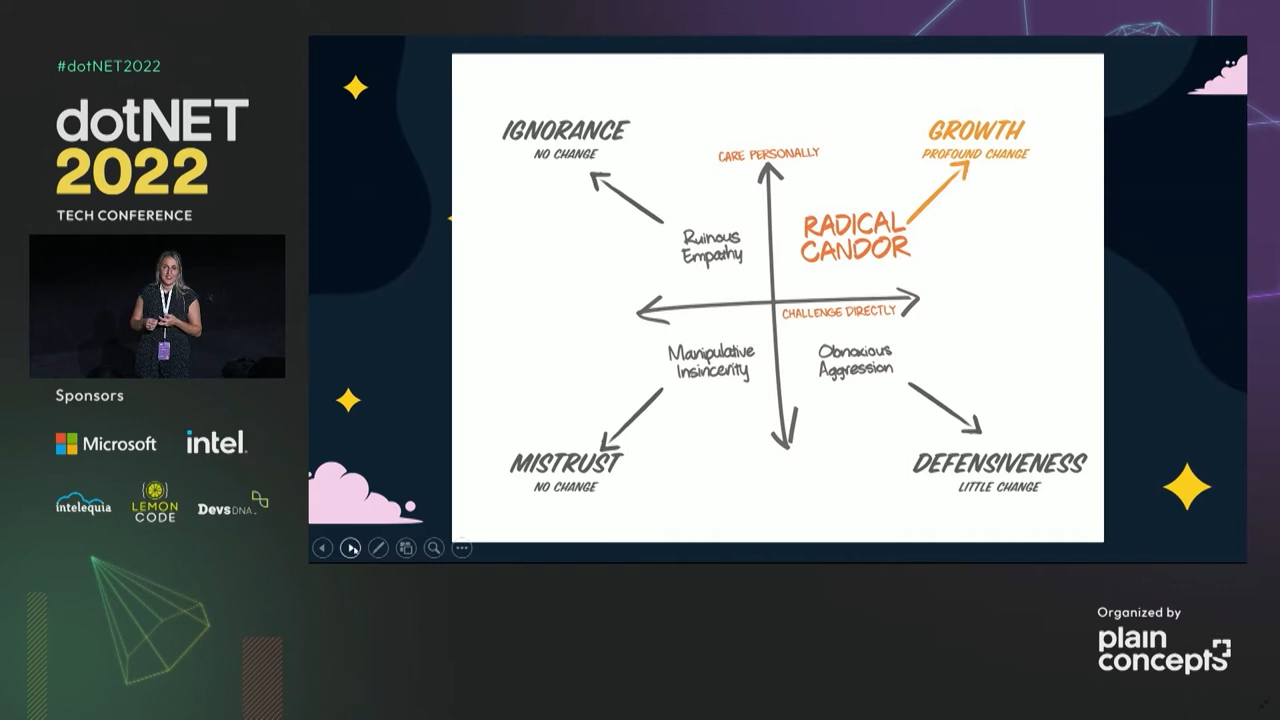 #dotNET2022
dotNET
2022
TECH CONFERENCE
Sponsors
Microsoft
intel.
intelequia
LEMON
CODE
DevsDNA
IGNORANCE
NO CHANGE
CARE PERSONALLY
GROWTH
PROFOUND CHANGE
Ruinous
Empathy
RADICAL
CANDOR
CHALLENGE DIRECTLY
Manipulative
Insincerity
Obnoxious
Aggression
MISTRUST
NO CHANGE
DEFENSIVENESS
LITTLE CHANGE
Organized by
plain
concepts